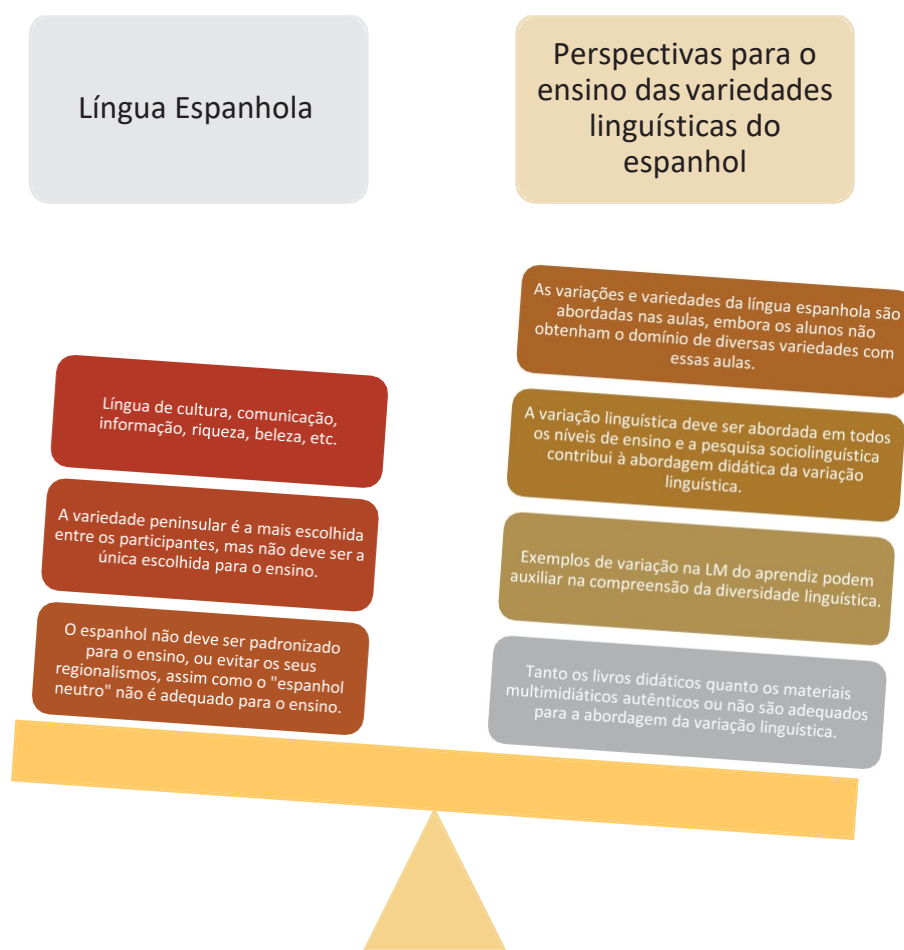 Língua Espanhola
Perspectivas para o
ensino das variedades
linguísticas do
espanhol
Língua de cultura, comunicação,
informação, riqueza, beleza, etc.
A variedade peninsular é a mais escolhida
entre os participantes, mas não deve ser a
única escolhida para o ensino.
O espanhol não deve ser padronizado
para o ensino, ou evitar os seus
regionalismos, assim como o "espanhol
neutro" não é adequado para o ensino.
As variações e variedades da língua espanhola são
abordadas nas aulas, embora os alunos não
obtenham o domínio de diversas variedades com
essas aulas.
A variação linguística deve ser abordada em todos
os níveis de ensino e a pesquisa sociolinguística
contribui à abordagem didática da variação
linguística.
Exemplos de variação na LM do aprendiz podem
auxiliar na compreensão da diversidade linguística.
Tanto os livros didáticos quanto os materiais
multimidiáticos autênticos ou não são adequados
para a abordagem da variação linguística.